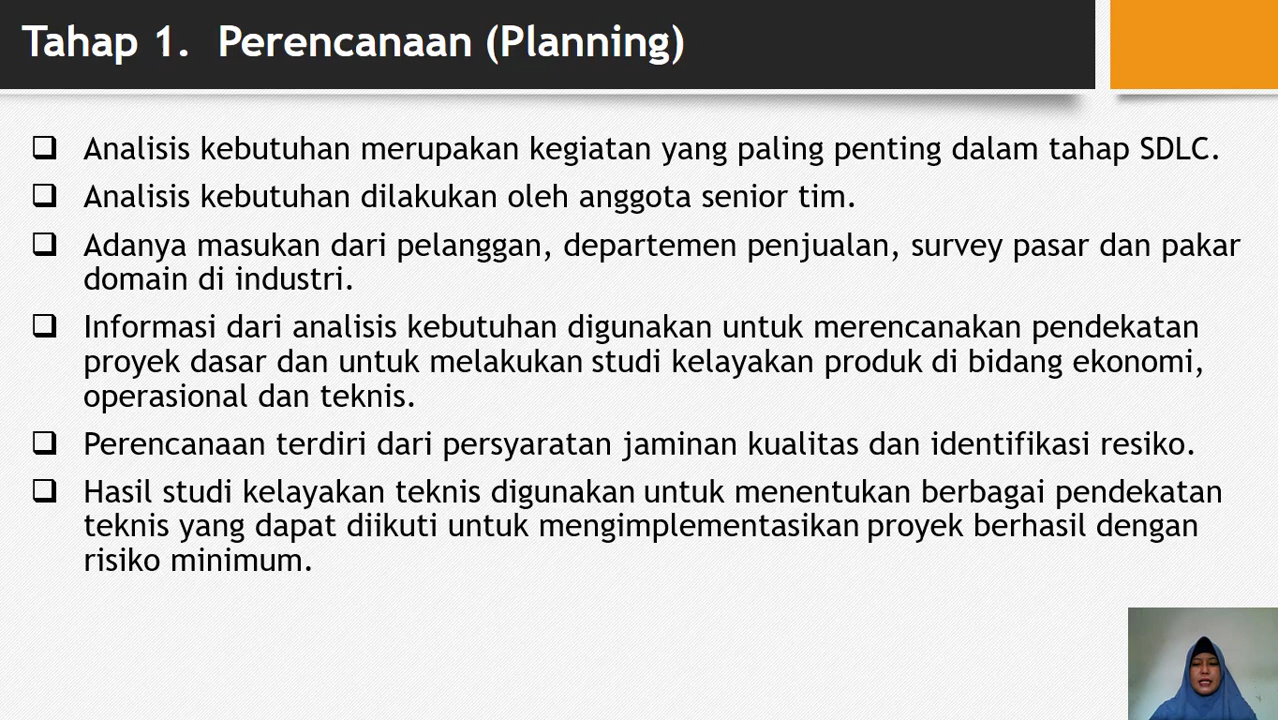 Tahap 1. Perencanaan (Planning)
Analisis kebutuhan merupakan kegiatan yang paling penting dalam tahap SDLC.
Analisis kebutuhan dilakukan oleh anggota senior tim.
Adanya masukan dari pelanggan, departemen penjualan, survey pasar dan pakar
domain di industri.
Informasi dari analisis kebutuhan digunakan untuk merencanakan pendekatan
proyek dasar dan untuk melakukan studi kelayakan produk di bidang ekonomi,
operasional dan teknis.
Perencanaan terdiri dari persyaratan jaminan kualitas dan identifikasi resiko.
Hasil studi kelayakan teknis digunakan untuk menentukan berbagai pendekatan
teknis yang dapat diikuti untuk mengimplementasikan proyek berhasil dengan
risiko minimum.